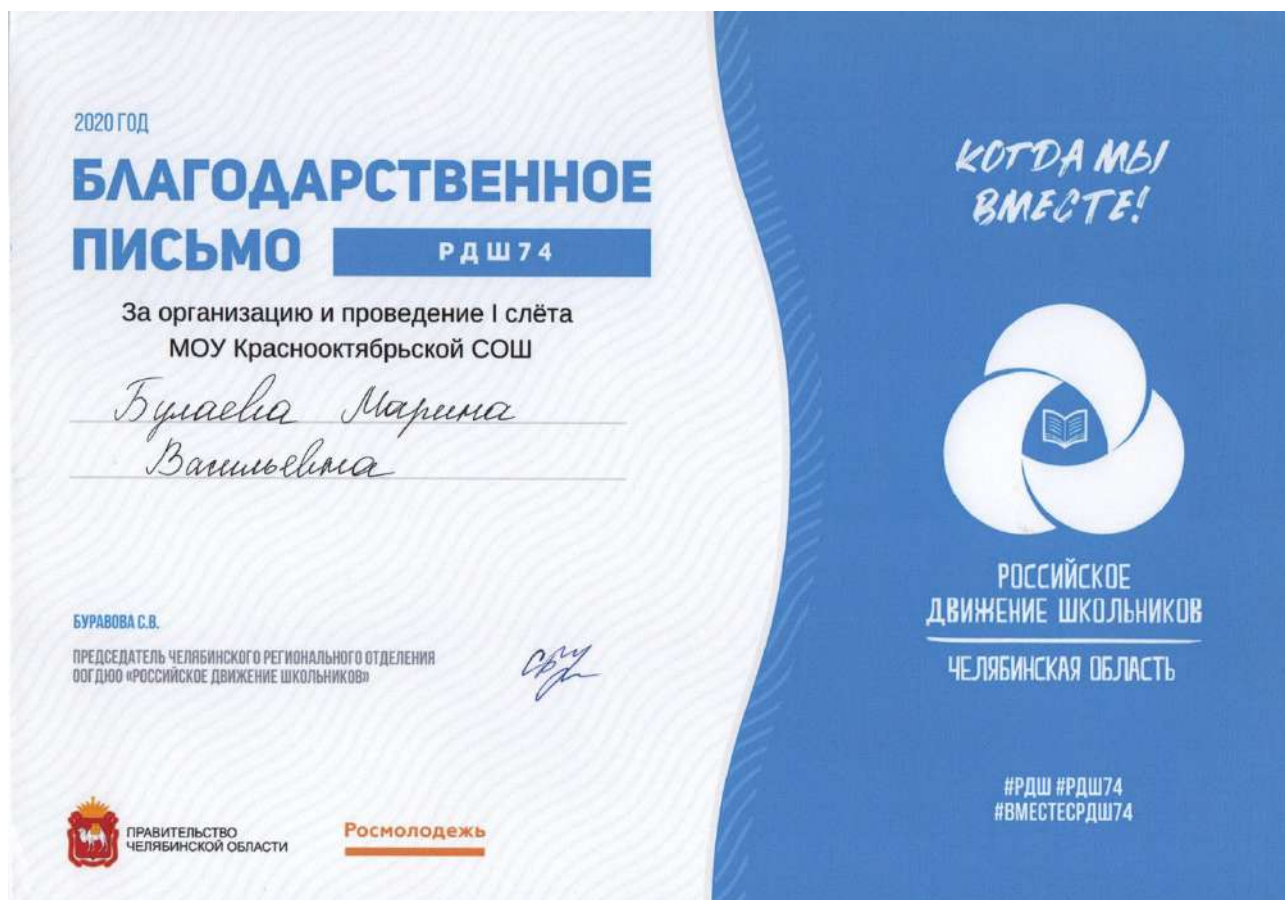 2020 ГОД
БЛАГОДАРСТВЕННОЕ
ПИСЬМО
РДШ74
За организацию и проведение I слёта
МОУ Краснооктябрьской СОШ
Булаева Марина
Васильевна
БУРАВОВА С.В.
ПРЕДСЕДАТЕЛЬ ЧЕЛЯБИНСКОГО РЕГИОНАЛЬНОГО ОТДЕЛЕНИЯ
ООГДЮО «РОССИЙСКОЕ ДВИЖЕНИЕ ШКОЛЬНИКОВ»
ПРАВИТЕЛЬСТВО
ЧЕЛЯБИНСКОЙ ОБЛАСТИ
Росмолодежь
КОГДА МЫ
ВМЕСТЕ!
РОССИЙСКОЕ
ДВИЖЕНИЕ ШКОЛЬНИКОВ
ЧЕЛЯБИНСКАЯ ОБЛАСТЬ
#РДШ #РДШ74
#ВМЕСТЕСРДШ74